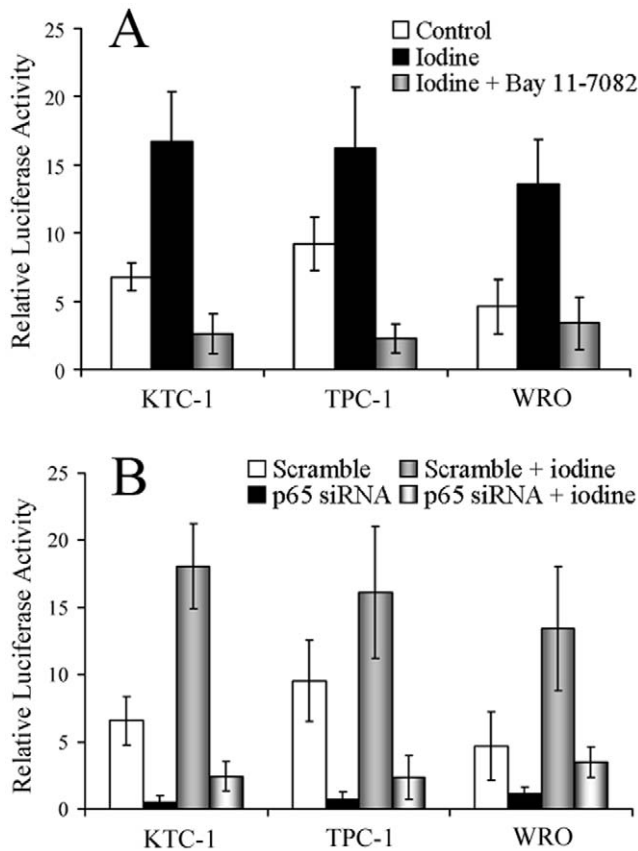 A
Control
Iodine
Iodine + Bay 11-7082
Relative Luciferase Activity
25
20
15
10
5
0
KTC-1 TPC-1 WRO
B
Scramble Scramble + iodine
p65 siRNA p65 siRNA + iodine
Relative Luciferase Activity
25
20
15
10
5
0
KTC-1 TPC-1 WRO